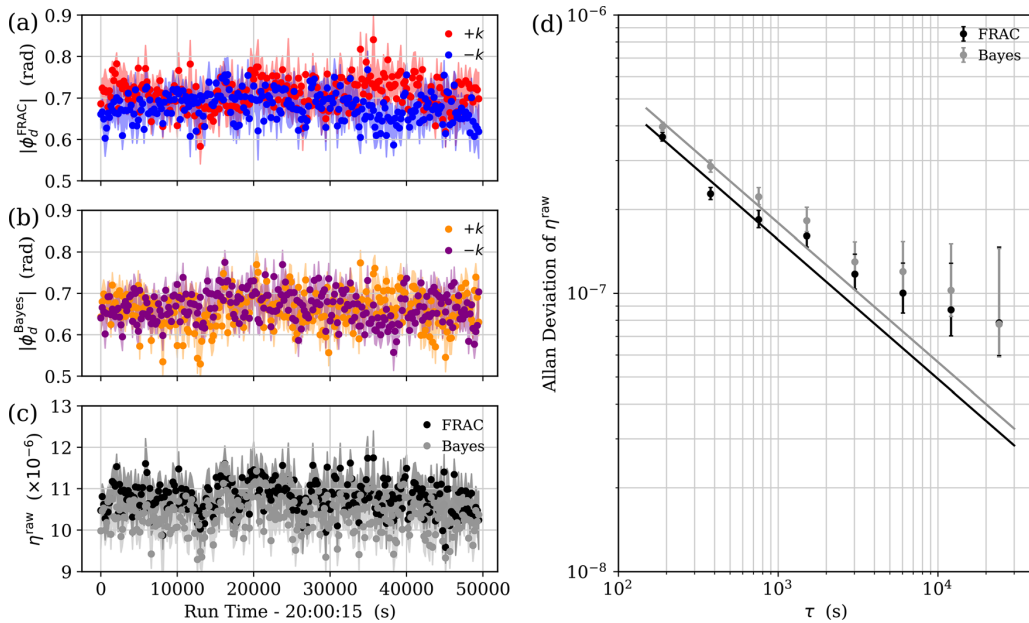 (a)
0.9
0.8
0.7
0.6
0.5
|ϕ_d^FRAC| (rad)
+k
−k
(b)
0.9
0.8
0.7
0.6
0.5
|ϕ_d^Bayes| (rad)
+k
−k
(c)
13
12
11
10
9
η^raw (×10^−6)
FRAC
Bayes
0 10000 20000 30000 40000 50000
Run Time - 20:00:15 (s)
(d)
10^−6
10^−7
10^−8
Allan Deviation of η^raw
FRAC
Bayes
10^2 10^3 10^4
τ (s)